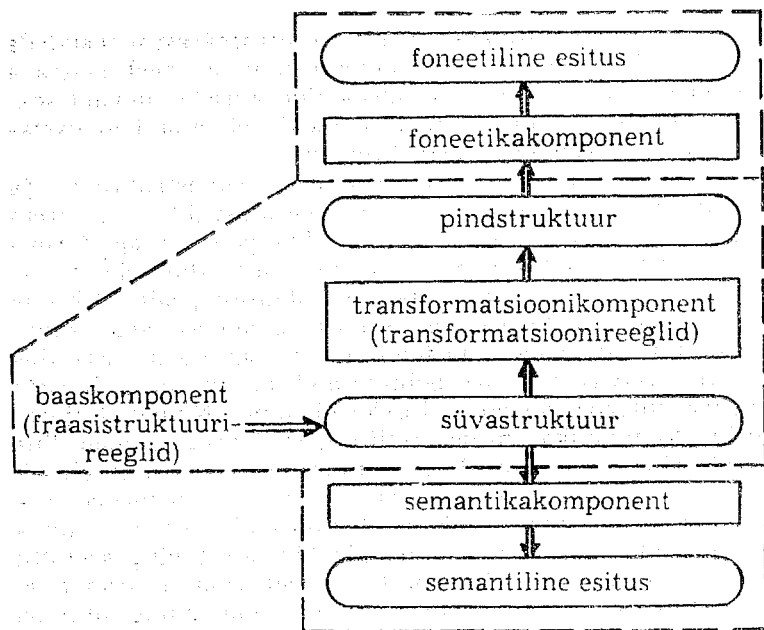 foneetiline esitus
foneetikakomponent
pindstruktuur
transformatsioonikomponent
(transformatsioonireeglid)
baaskomponent
(fraasistruktuuri-
reeglid)
süvastruktuur
semantikakomponent
semantiline esitus